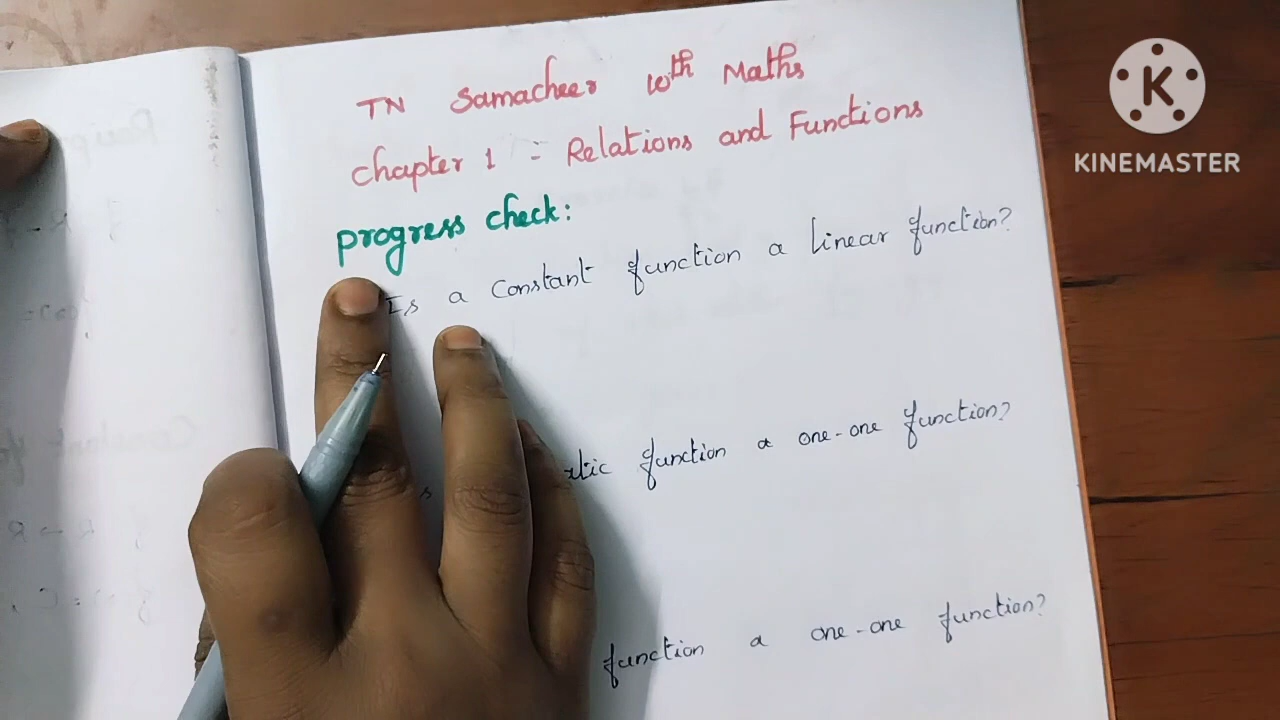 TN Samacheer 10th Maths
Chapter 1 : Relations and Functions
Progress check:
Is a Constant function a linear function?
function a one-one function?
function a one-one function?
K
KINEMASTER